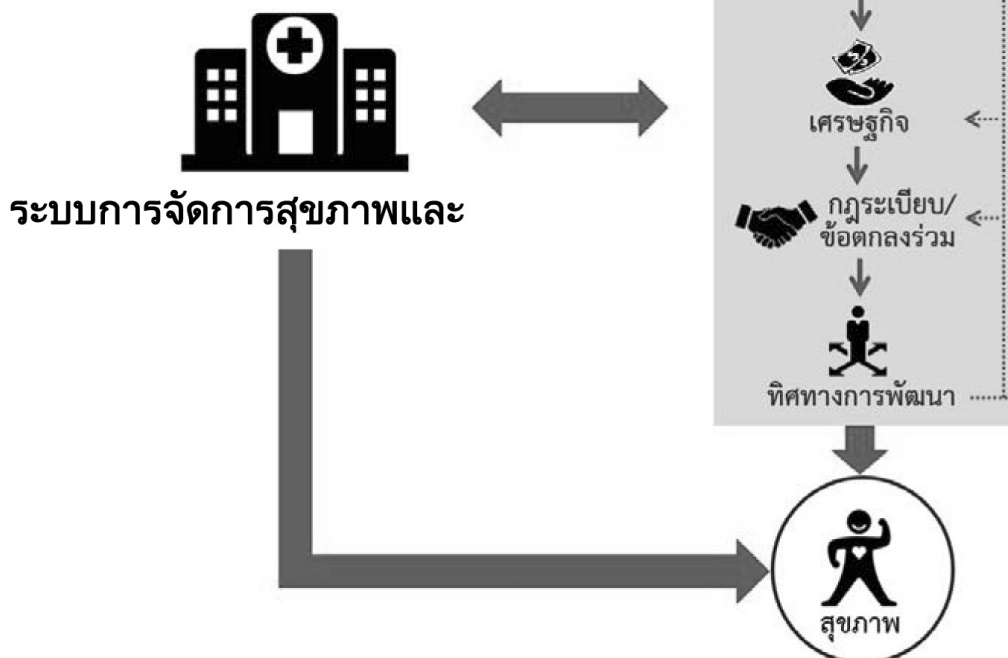 ระบบการจัดการสุขภาพและ
เศรษฐกิจ
กฎระเบียบ/
ข้อตกลงร่วม
ทิศทางการพัฒนา
สุขภาพ